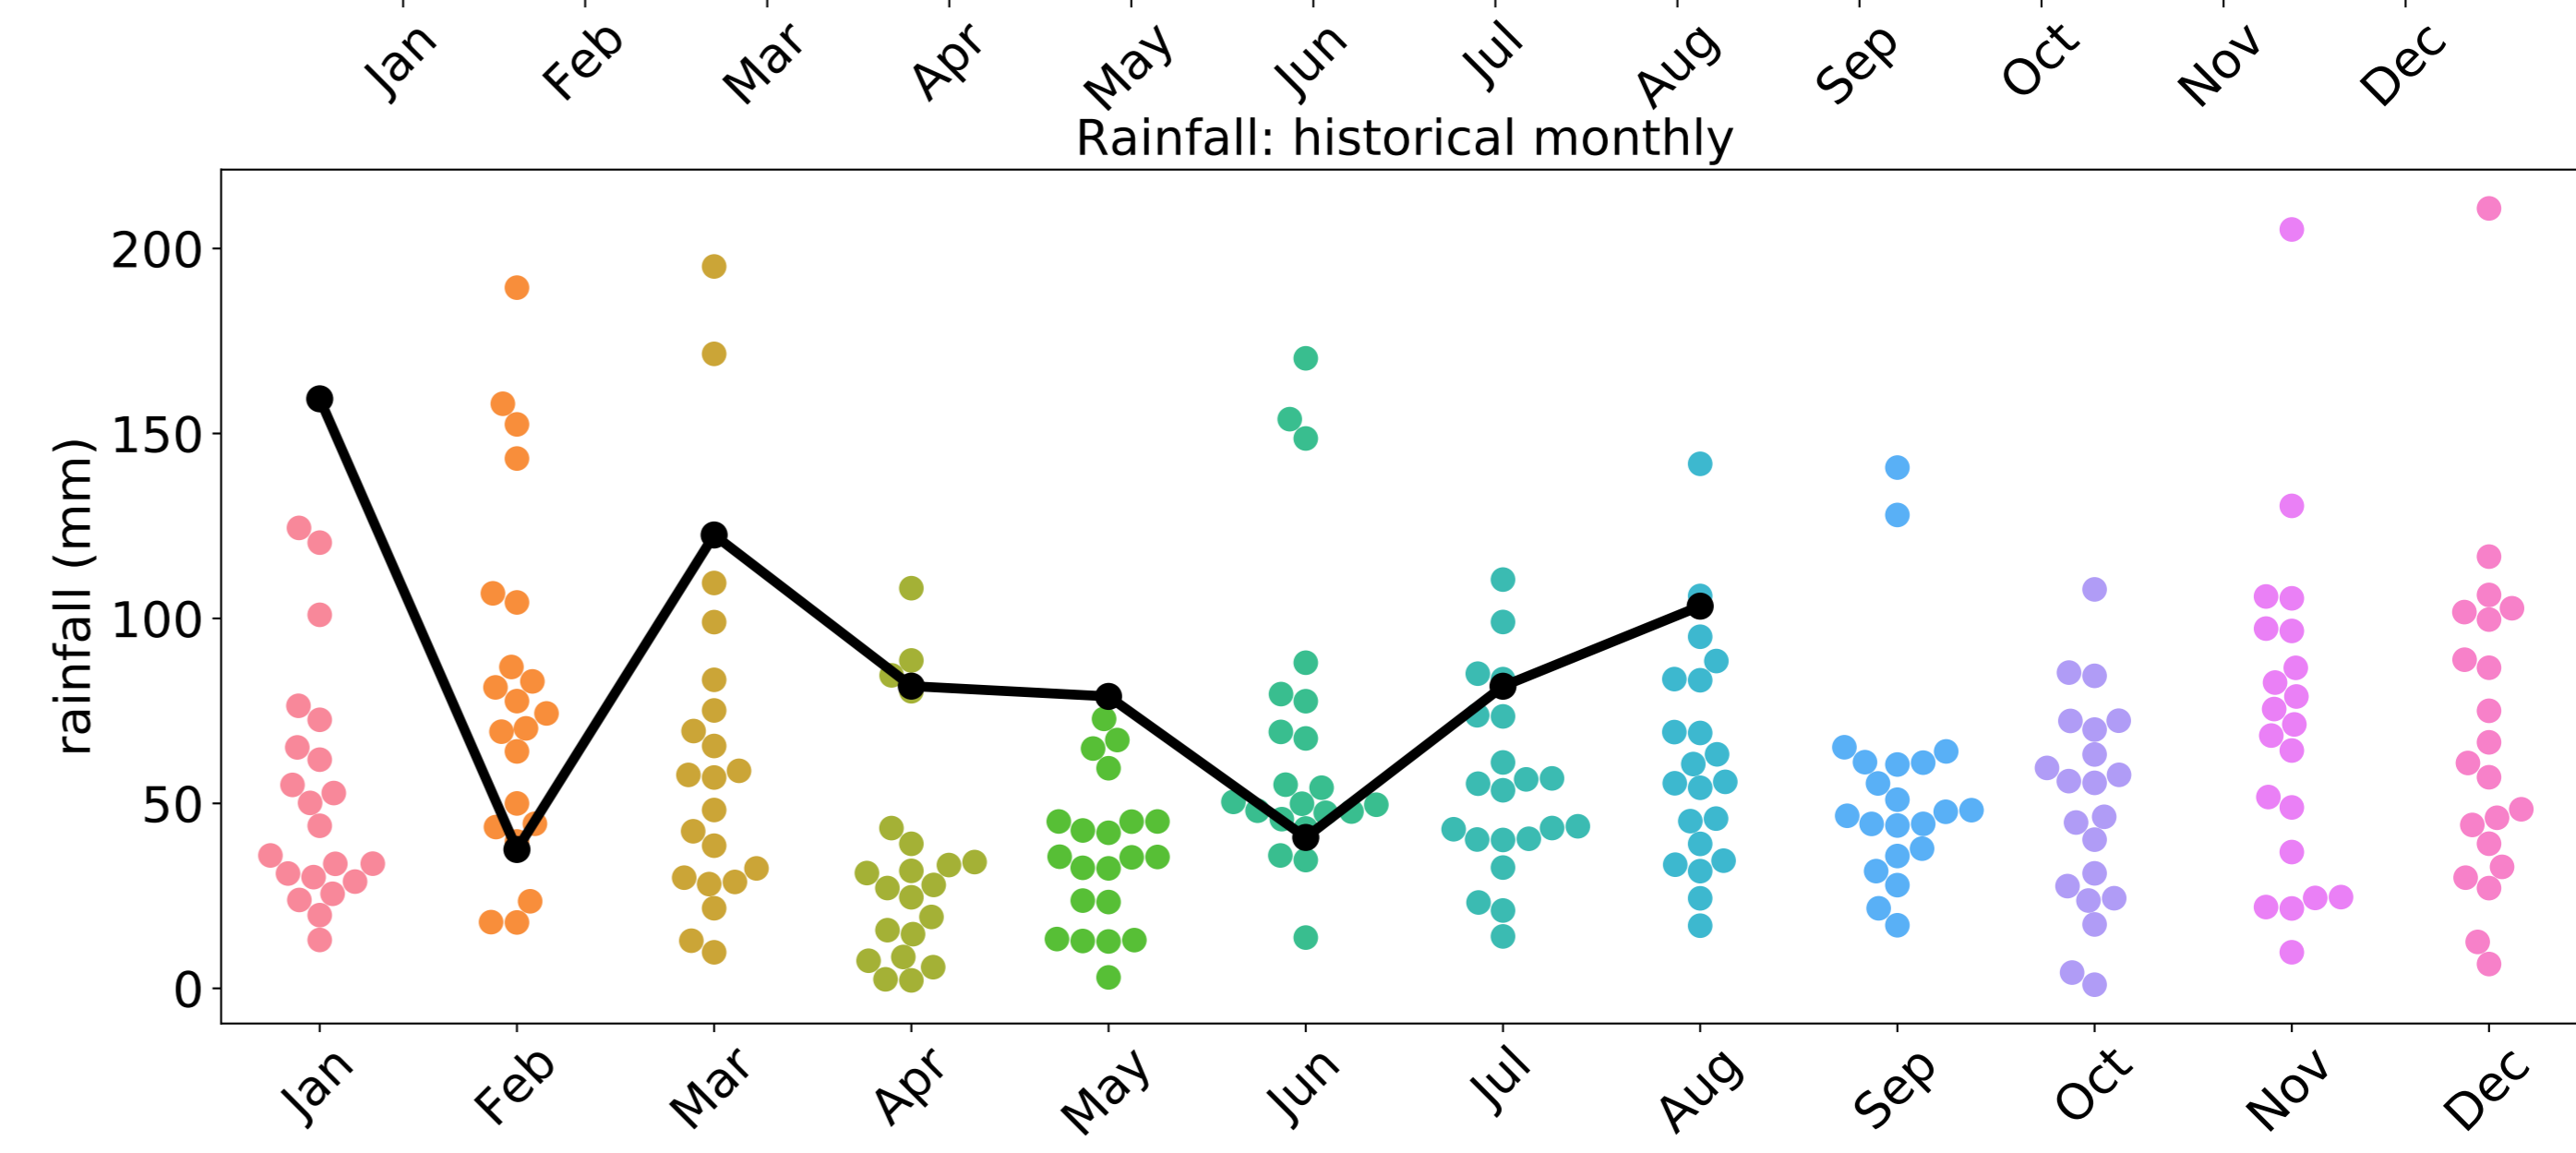 Jan Feb Mar Apr May Jun Jul Aug Sep Oct Nov Dec
Rainfall: historical monthly
rainfall (mm)
200
150
100
50
0
Jan Feb Mar Apr May Jun Jul Aug Sep Oct Nov Dec